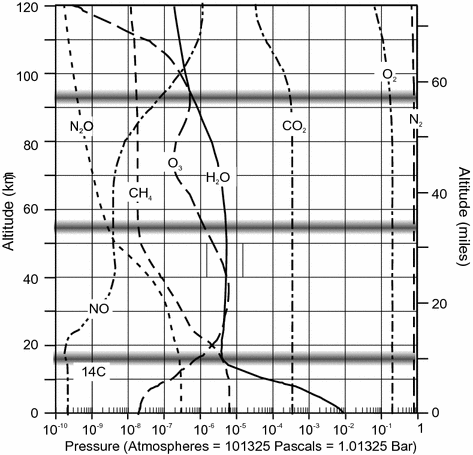 120
100
80
60
40
20
0
Altitude (km)
60
40
20
0
Altitude (miles)
N2O
CH4
O3
H2O
CO2
O2
N2
NO
14C
10-10
10-9
10-8
10-7
10-6
10-5
10-4
10-3
10-2
10-1
1
Pressure (Atmospheres = 101325 Pascals = 1.01325 Bar)